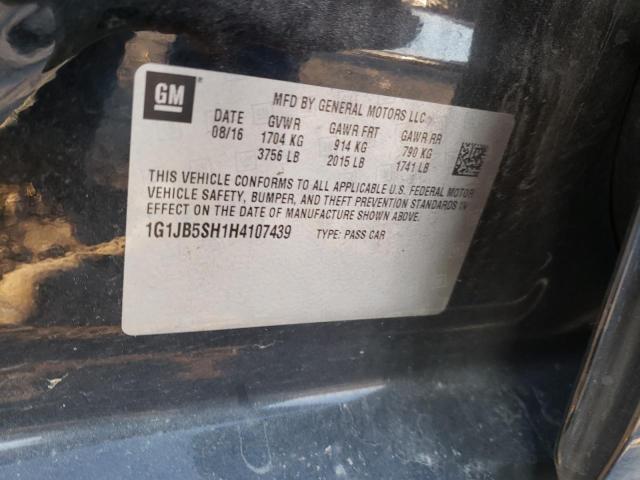 GM
MFD BY GENERAL MOTORS LLC
DATE GVWR GAWR FRT GAWR RR
08/16 1704 KG 914 KG 790 KG
3756 LB 2015 LB 1741 LB
THIS VEHICLE CONFORMS TO ALL APPLICABLE U.S. FEDERAL MOTOR
VEHICLE SAFETY, BUMPER, AND THEFT PREVENTION STANDARDS IN
EFFECT ON THE DATE OF MANUFACTURE SHOWN ABOVE.
1G1JB5SH1H4107439 TYPE: PASS CAR